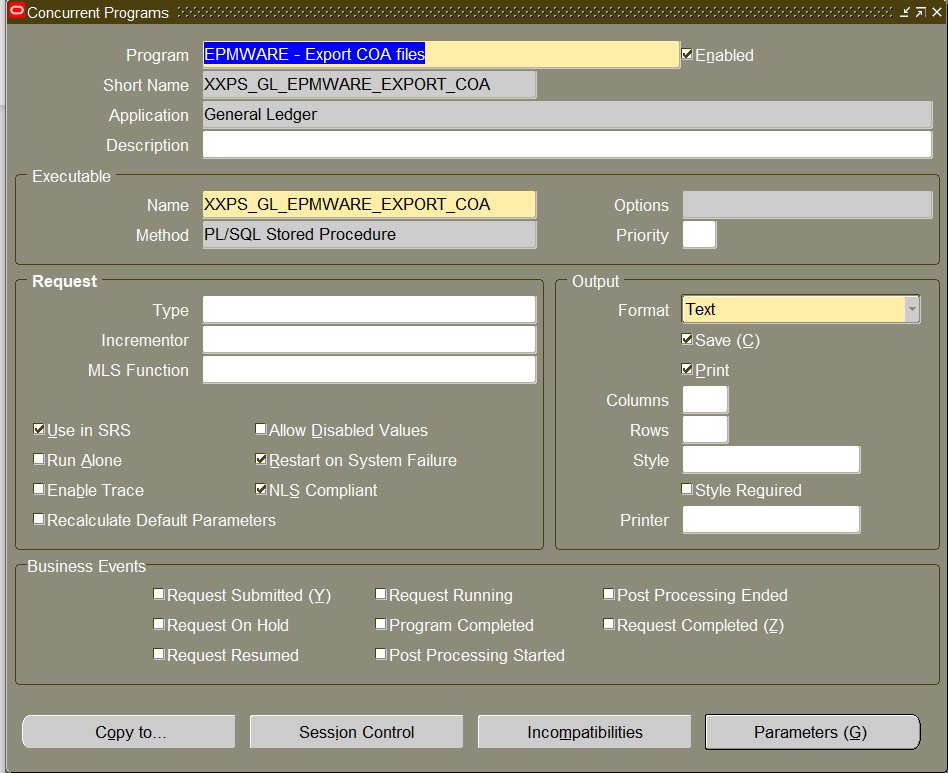 Concurrent Programs
Program EPMWARE - Export COA files Enabled
Short Name XXPS_GL_EPMWARE_EXPORT_COA
Application General Ledger
Description
Executable
Name XXPS_GL_EPMWARE_EXPORT_COA Options
Method PL/SQL Stored Procedure Priority
Request
Type
Incrementor
MLS Function
Use in SRS Allow Disabled Values
Run Alone Restart on System Failure
Enable Trace NLS Compliant
Recalculate Default Parameters
Output
Format Text
Save (C)
Print
Columns
Rows
Style
Style Required
Printer
Business Events
Request Submitted (Y) Request Running Post Processing Ended
Request On Hold Program Completed Request Completed (Z)
Request Resumed Post Processing Started
Copy to... Session Control Incompatibilities Parameters (G)